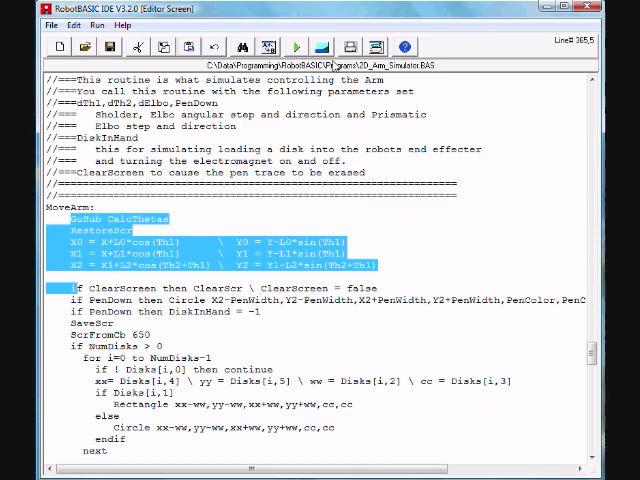 RobotBASIC IDE V3.2.0 [Editor Screen]
File Edit Run Help
Line# 365,5
C:\Data\Programming\RobotBASIC\Programs\2D_Arm_Simulator.BAS
//===This routine is what simulates controlling the Arm
//===You call this routine with the following parameters set
//===dTh1,dTh2,dElbo,PenDown
//=== Sholder, Elbo angular step and direction and Prismatic
//=== Elbo step and direction
//===DiskInHand
//=== this for simulating loading a disk into the robots end effecter
//=== and turning the electromagnet on and off.
//===ClearScreen to cause the pen trace to be erased
//===========================================================
//===========================================================
MoveArm:
GoSub CalcThetas
RestoreScr
X0 = X+L0*cos(Th1) \ Y0 = Y-L0*sin(Th1)
X1 = X+L1*cos(Th1) \ Y1 = Y-L1*sin(Th1)
X2 = X1+L2*cos(Th2+Th1) \ Y2 = Y1-L2*sin(Th2+Th1)
if ClearScreen then ClearScr \ ClearScreen = false
if PenDown then Circle X2-PenWidth,Y2-PenWidth,X2+PenWidth,Y2+PenWidth,PenColor,PenC
if PenDown then DiskInHand = -1
SaveScr
ScrFromCb 650
if NumDisks > 0
for i=0 to NumDisks-1
if ! Disks[i,0] then continue
xx= Disks[i,4] \ yy = Disks[i,5] \ ww = Disks[i,2] \ cc = Disks[i,3]
if Disks[i,1]
Rectangle xx-ww,yy-ww,xx+ww,yy+ww,cc,cc
else
Circle xx-ww,yy-ww,xx+ww,yy+ww,cc,cc
endif
next